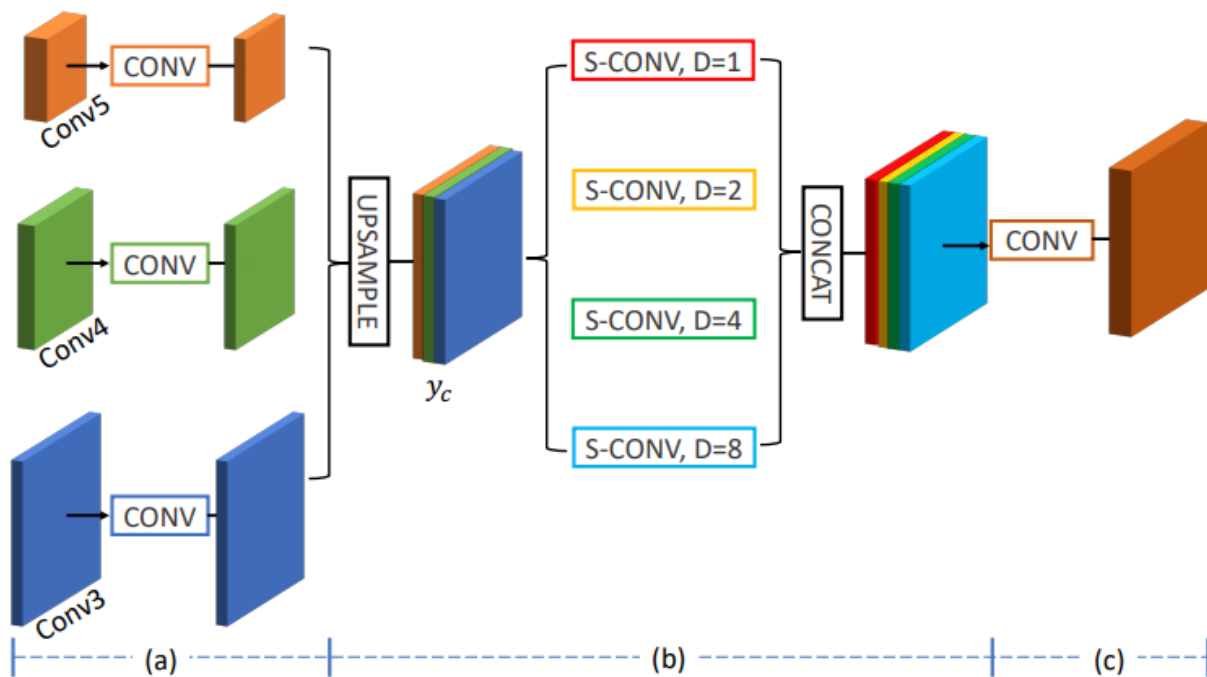 CONV
Conv5
CONV
Conv4
CONV
Conv3
UPSAMPLE
y_c
S-CONV, D=1
S-CONV, D=2
S-CONV, D=4
S-CONV, D=8
CONCAT
CONV
(a)
(b)
(c)